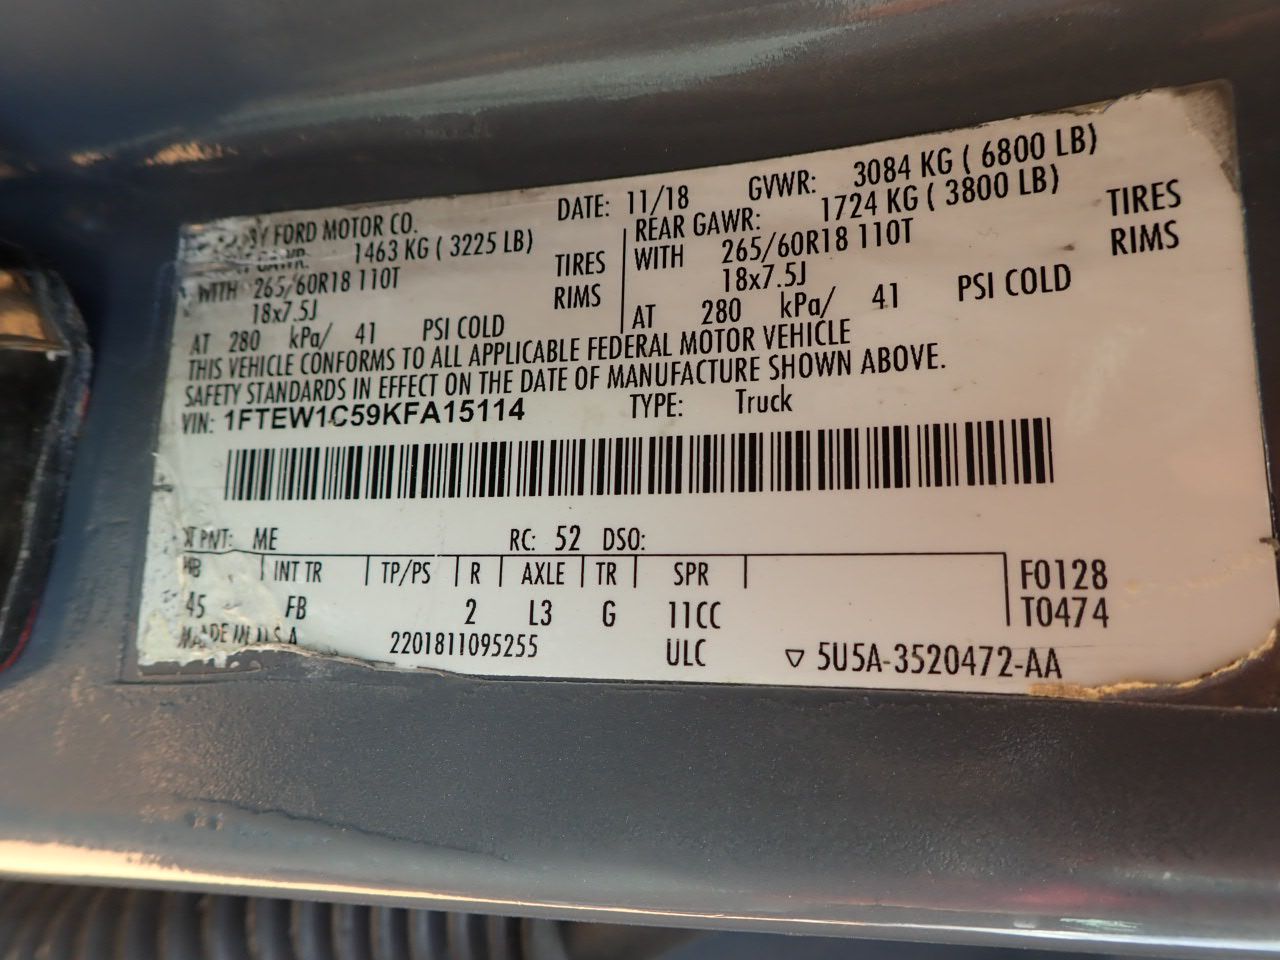 BY FORD MOTOR CO. DATE: 11/18 GVWR: 3084 KG ( 6800 LB)
GAWR: 1463 KG ( 3225 LB) REAR GAWR: 1724 KG ( 3800 LB)
WITH 265/60R18 110T TIRES WITH 265/60R18 110T TIRES
18x7.5J RIMS 18x7.5J RIMS
AT 280 kPa/ 41 PSI COLD AT 280 kPa/ 41 PSI COLD
THIS VEHICLE CONFORMS TO ALL APPLICABLE FEDERAL MOTOR VEHICLE
SAFETY STANDARDS IN EFFECT ON THE DATE OF MANUFACTURE SHOWN ABOVE.
VIN: 1FTEW1C59KFA15114 TYPE: Truck
PNT: ME RC: 52 DSO:
INT TR TP/PS R AXLE TR SPR F0128
45 FB 2 L3 G 11CC T0474
MADE IN U.S.A 2201811095255 ULC ▽ 5U5A-3520472-AA